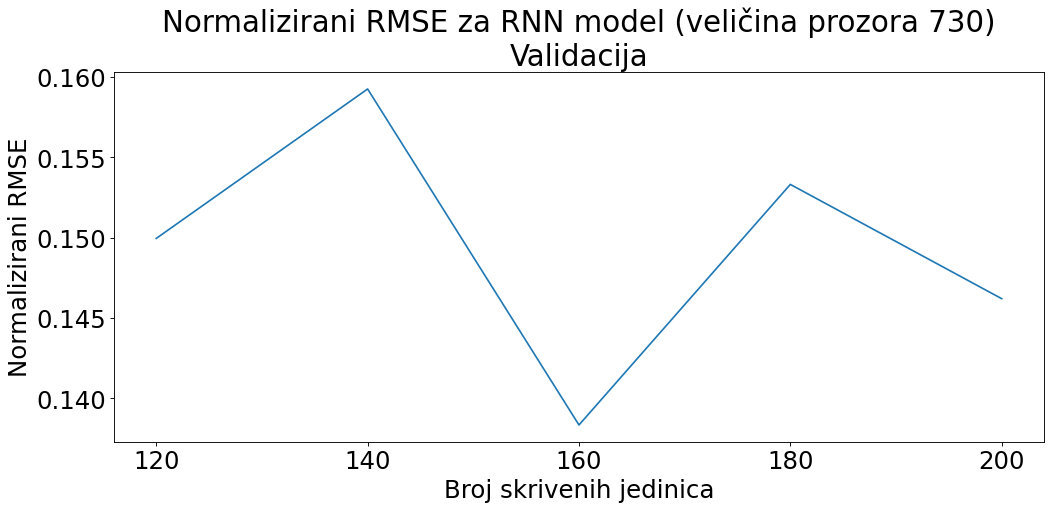 Normalizirani RMSE za RNN model (veličina prozora 730)
Validacija
Normalizirani RMSE
0.160
0.155
0.150
0.145
0.140
120 140 160 180 200
Broj skrivenih jedinica